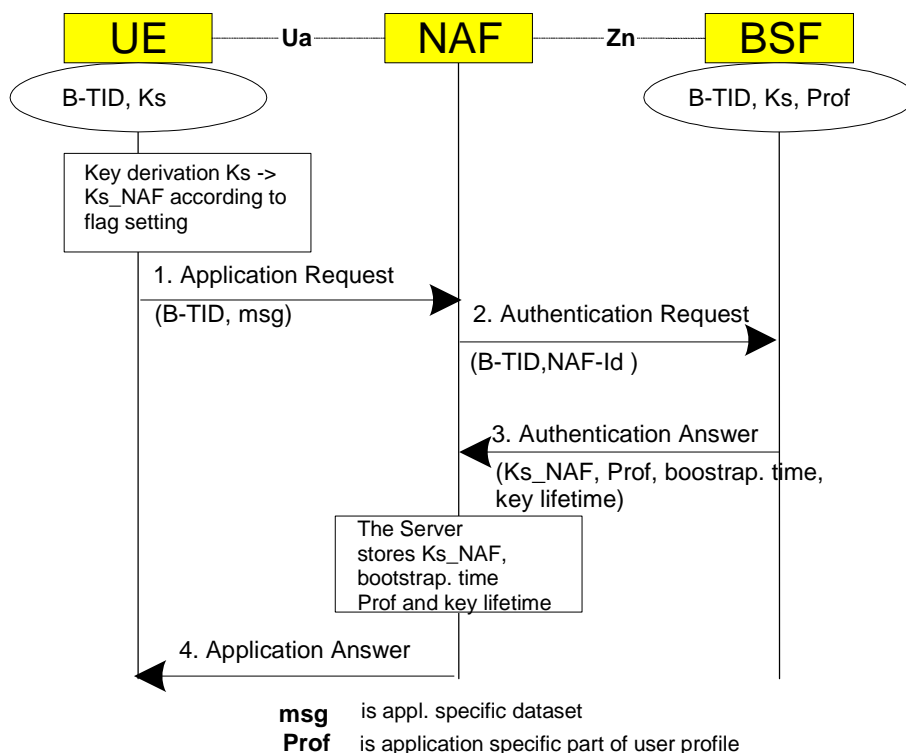 UE Ua NAF Zn BSF
B-TID, Ks
B-TID, Ks, Prof
Key derivation Ks ->
Ks_NAF according to
flag setting
1. Application Request
(B-TID, msg)
2. Authentication Request
(B-TID,NAF-Id )
3. Authentication Answer
(Ks_NAF, Prof, boostrap. time,
key lifetime)
The Server
stores Ks_NAF,
bootstrap. time
Prof and key lifetime
4. Application Answer
msg is appl. specific dataset
Prof is application specific part of user profile